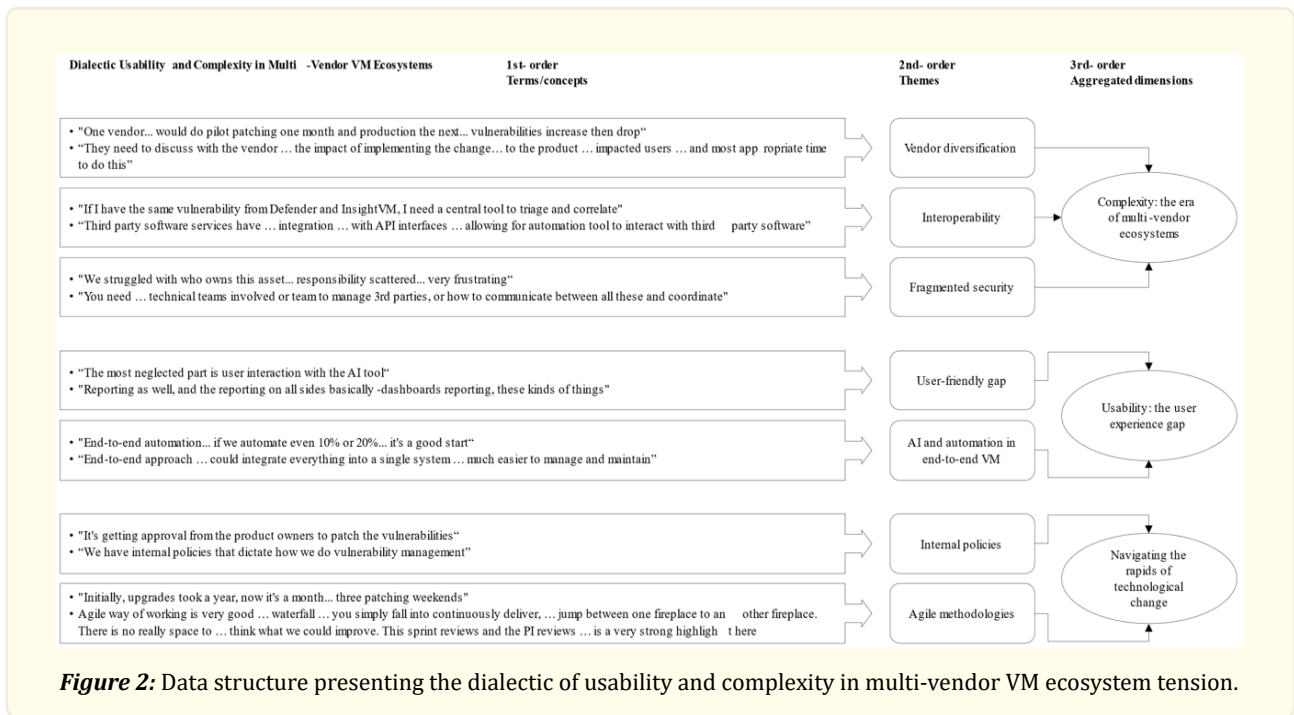 Dialectic Usability and Complexity in Multi -Vendor VM Ecosystems
1st- order
Terms/concepts
2nd- order
Themes
3rd- order
Aggregated dimensions
• "One vendor... would do pilot patching one month and production the next... vulnerabilities increase then drop“
• “They need to discuss with the vendor … the impact of implementing the change… to the product … impacted users … and most app ropriate time
to do this”
Vendor diversification
• "If I have the same vulnerability from Defender and InsightVM, I need a central tool to triage and correlate"
• “Third party software services have … integration … with API interfaces … allowing for automation tool to interact with third party software”
Interoperability
• "We struggled with who owns this asset... responsibility scattered... very frustrating“
• "You need … technical teams involved or team to manage 3rd parties, or how to communicate between all these and coordinate"
Fragmented security
Complexity: the era
of multi -vendor
ecosystems
• “The most neglected part is user interaction with the AI tool“
• "Reporting as well, and the reporting on all sides basically -dashboards reporting, these kinds of things"
User-friendly gap
• "End-to-end automation... if we automate even 10% or 20%... it's a good start“
• “End-to-end approach … could integrate everything into a single system … much easier to manage and maintain”
AI and automation in
end-to-end VM
Usability: the user
experience gap
• "It's getting approval from the product owners to patch the vulnerabilities“
• “We have internal policies that dictate how we do vulnerability management”
Internal policies
• "Initially, upgrades took a year, now it's a month... three patching weekends"
• Agile way of working is very good … waterfall … you simply fall into continuously deliver, … jump between one fireplace to an other fireplace.
There is no really space to … think what we could improve. This sprint reviews and the PI reviews … is a very strong highligh t here
Agile methodologies
Navigating the
rapids of
technological
change
Figure 2: Data structure presenting the dialectic of usability and complexity in multi-vendor VM ecosystem tension.